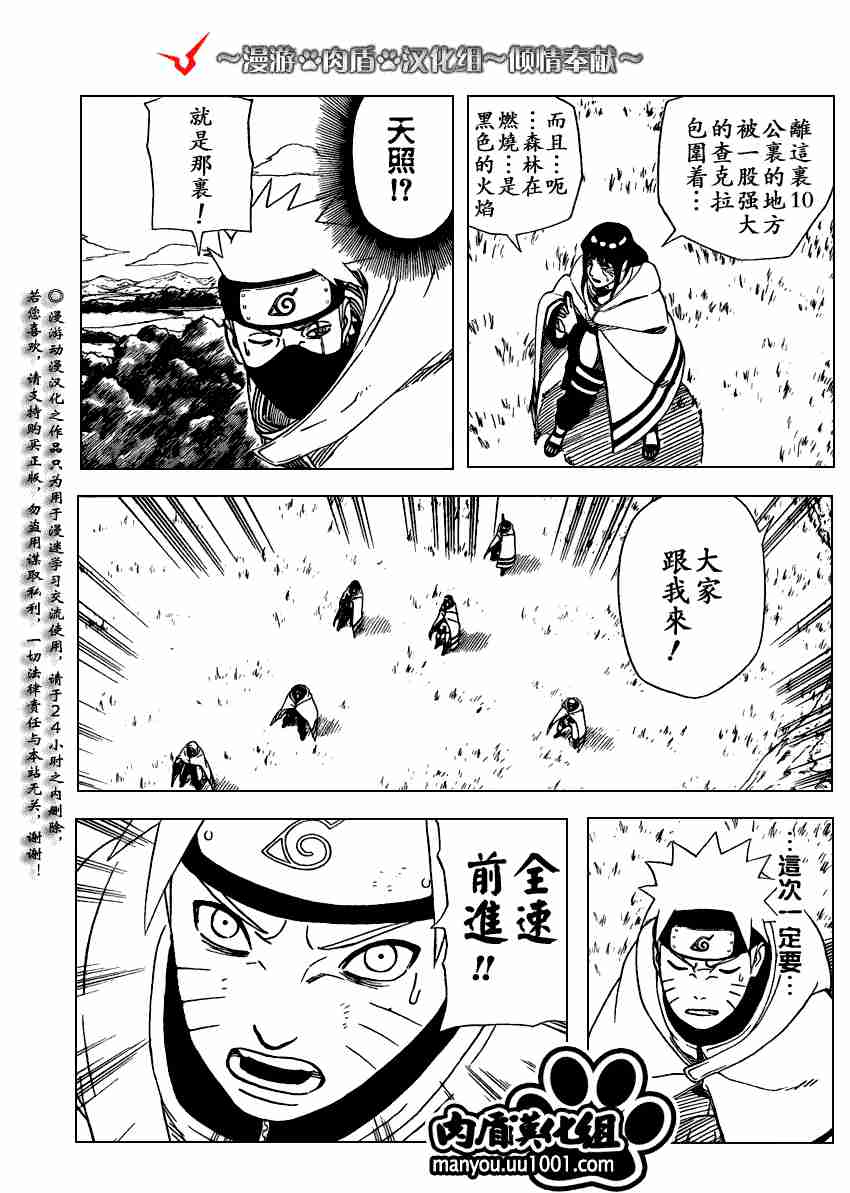 ～漫游肉盾汉化组～倾情奉献～
離這裏10
公裏的地方
被一股强大
的查克拉
包圍着…
而且…呃
…森林在
燃燒…是
黑色的火焰
天照!?
就是那裏！
大家
跟我來！
…這次一定要…
全速
前進!!
◎漫游动漫汉化之作品只为用于漫迷学习交流使用，请于24小时之内删除，
若您喜欢，请支持购买正版，勿盗用谋取私利，一切法律责任与本站无关，谢谢！
肉盾漢化组
manyou.uu1001.com